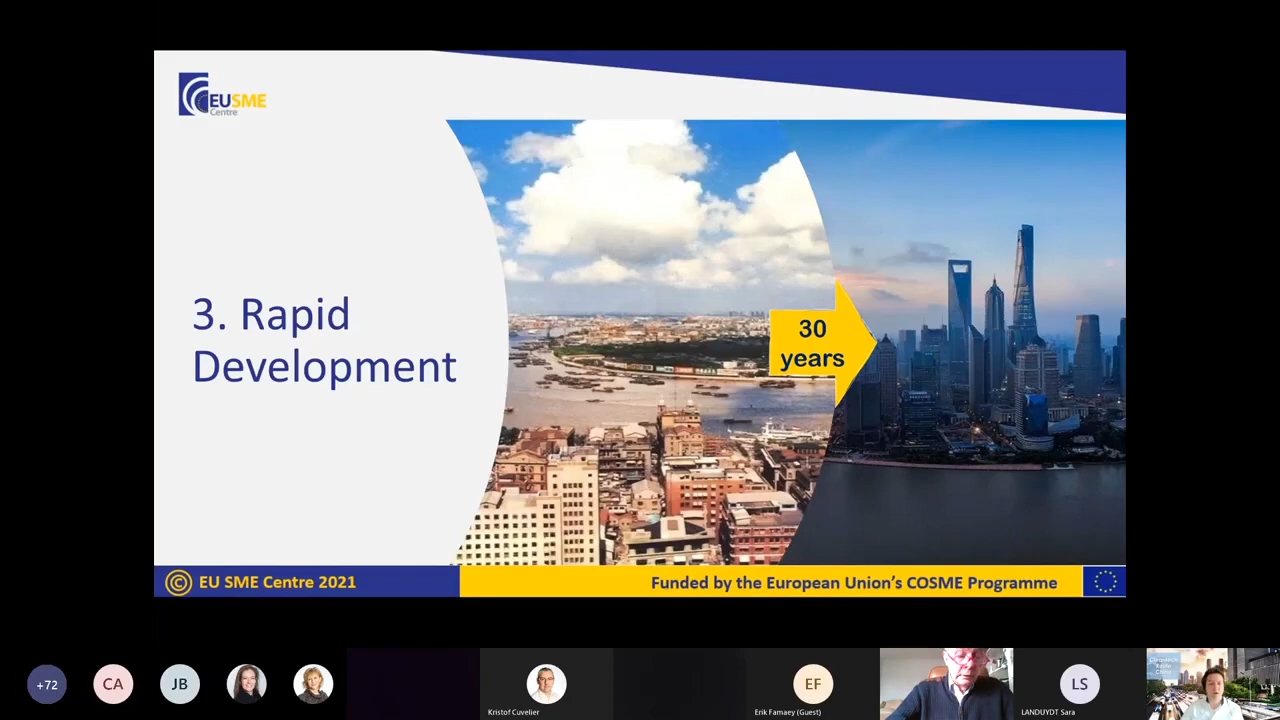 EUSME
Centre
3. Rapid
Development
30
years
© EU SME Centre 2021
Funded by the European Union's COSME Programme
+72
CA
JB
Kristof Cuvelier
EF
Erik Famaey (Guest)
LS
LANDUYDT Sara